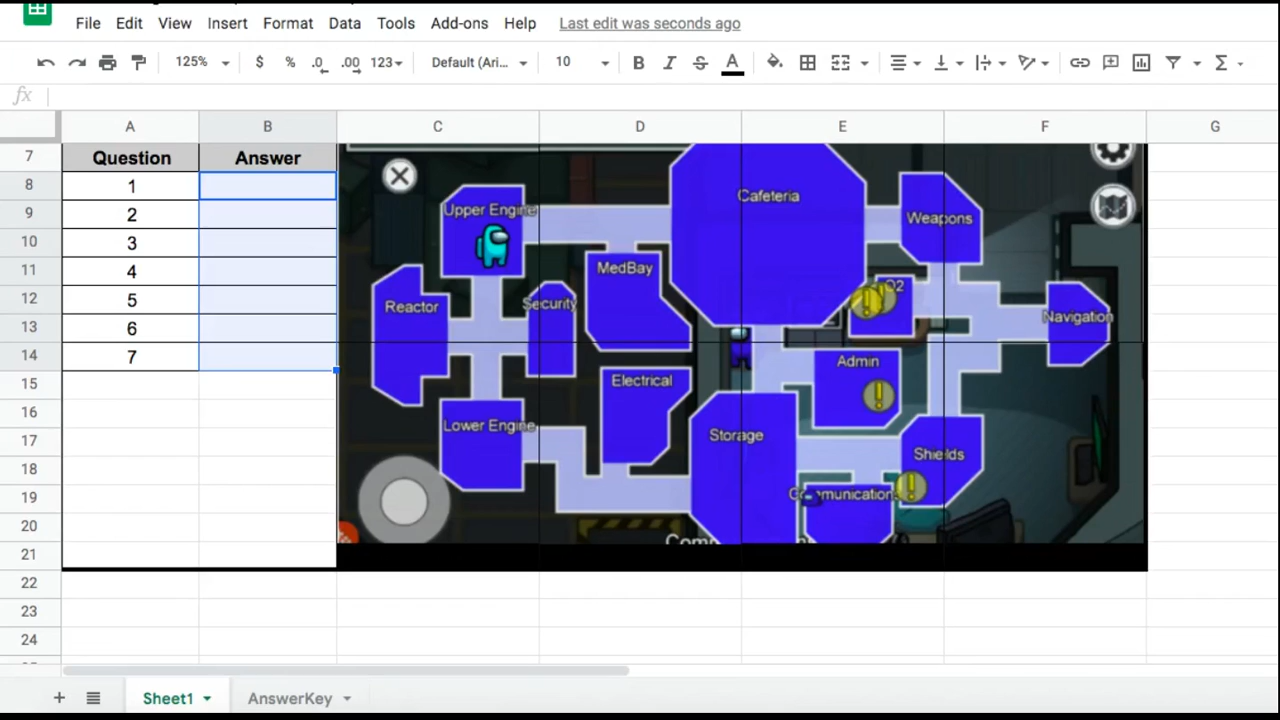 File Edit View Insert Format Data Tools Add-ons Help Last edit was seconds ago
125% $ % .0 .00 123 Default (Ari... 10 B I S A
fx
A B C D E F G
7 Question Answer
8 1
9 2
10 3
11 4
12 5
13 6
14 7
15
16
17
18
19
20
21
22
23
24
Cafeteria
Upper Engine
Weapons
MedBay
O2
Reactor
Security
Navigation
Admin
Electrical
Lower Engine
Storage
Shields
Communications
Sheet1 AnswerKey